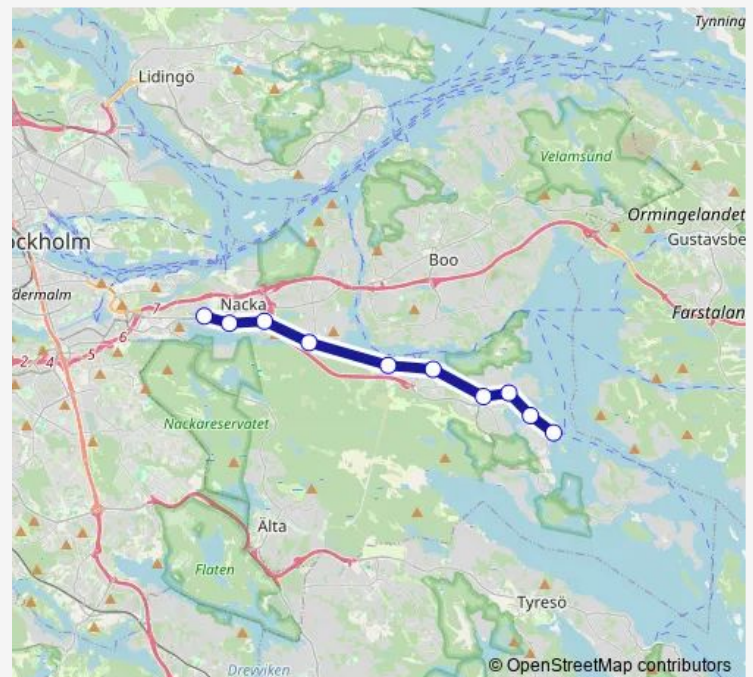 Tynning
Lidingö
Velamsund
Ormingelandet
ockholm
Gustavsbe
Boo
dermalm
Nacka
7
Farstalan
6
2
4
5
Nackareservatet
Älta
Flaten
Tyresö
Drevviken
© OpenStreetMap contributors